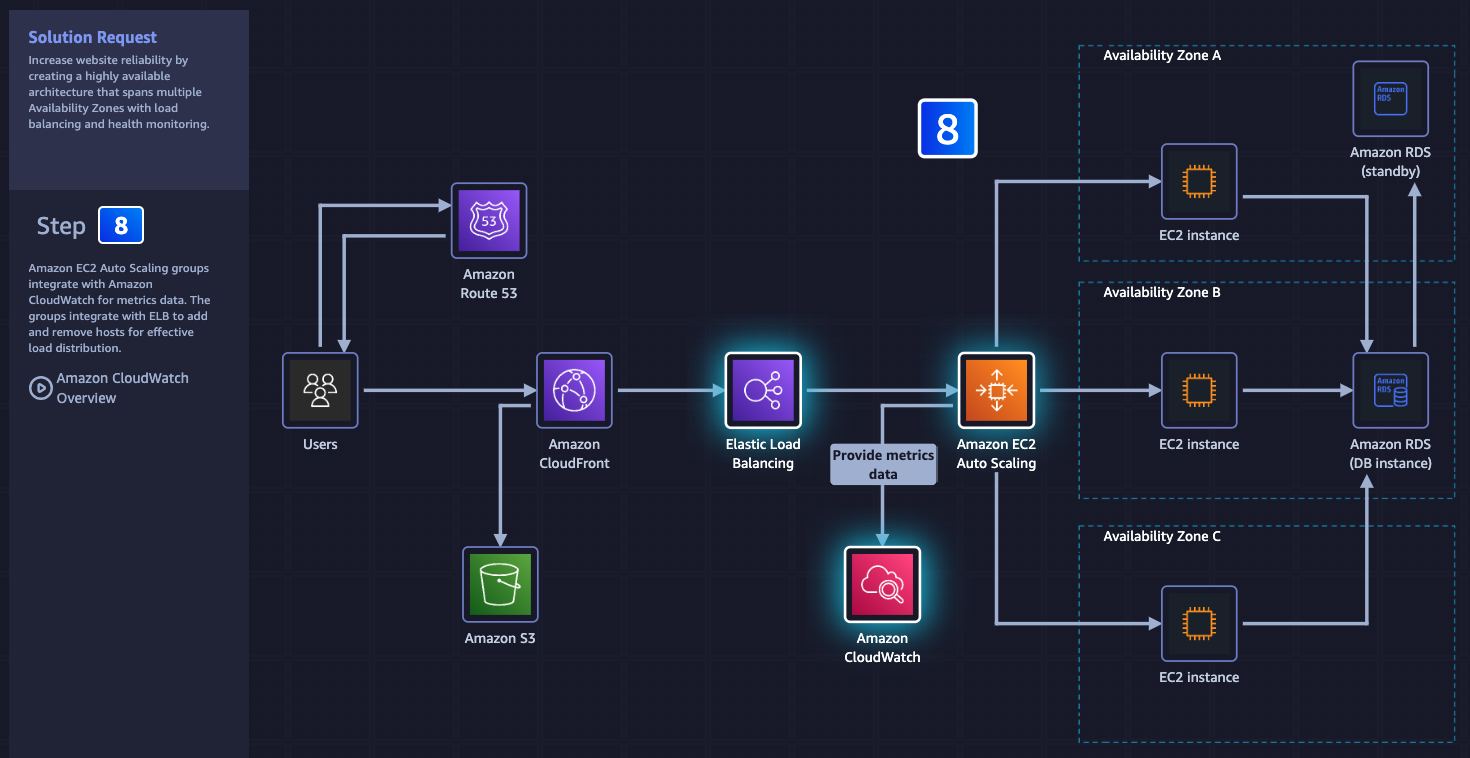 Solution Request
Increase website reliability by
creating a highly available
architecture that spans multiple
Availability Zones with load
balancing and health monitoring.
Step 8
Amazon EC2 Auto Scaling groups
integrate with Amazon
CloudWatch for metrics data. The
groups integrate with ELB to add
and remove hosts for effective
load distribution.
Amazon CloudWatch
Overview
8
53
Amazon
Route 53
Users
Amazon
CloudFront
Amazon S3
Elastic Load
Balancing
Provide metrics
data
Amazon
CloudWatch
Amazon EC2
Auto Scaling
Availability Zone A
EC2 instance
Amazon
RDS
Amazon RDS
(standby)
Availability Zone B
EC2 instance
Amazon
RDS
Amazon RDS
(DB instance)
Availability Zone C
EC2 instance